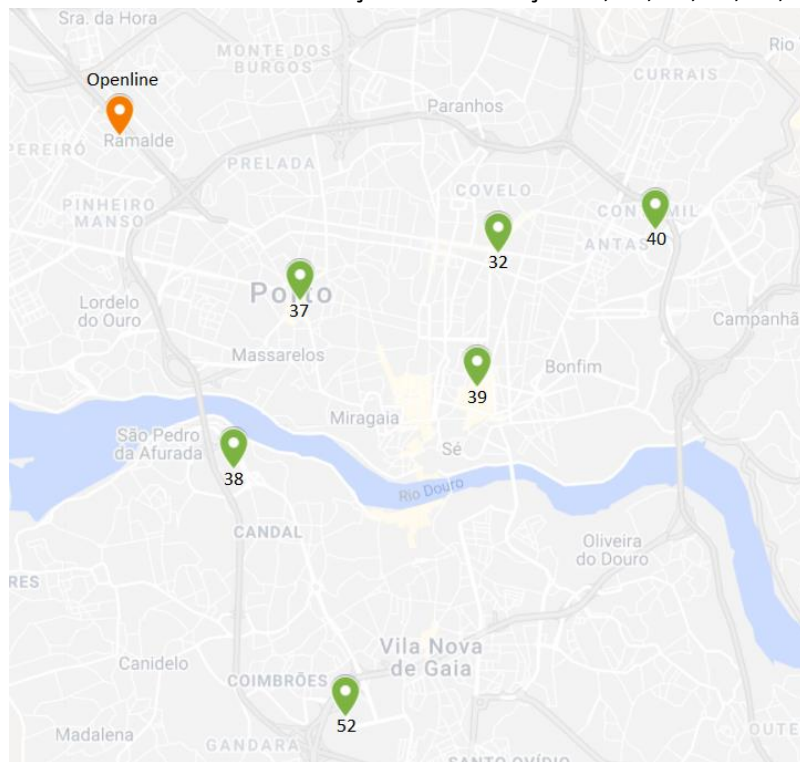 Sra. da Hora
MONTE DOS
BURGOS
Rio
CURRAIS
Openline
Paranhos
Ramalde
PEREIRÓ
PRELADA
COVELO
PINHEIRO
MANSO
ANTAS
40
32
Porto
37
Lordelo
do Ouro
Campanhã
Massarelos
Bonfim
39
Miragaia
São Pedro
da Afurada
Sé
38
Rio Douro
CANDAL
Oliveira
do Douro
RES
Vila Nova
de Gaia
Canidelo
COIMBRÕES
52
Madalena
GANDARA
OUTE
SANTO OVÍDIO